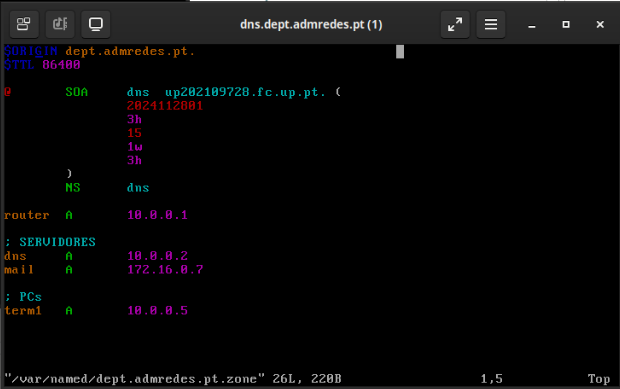 dns.dept.admredes.pt (1)
$ORIGIN dept.admredes.pt.
$TTL 86400
@ SOA dns up202109728.fc.up.pt. (
2024112801
3h
15
1w
3h
)
NS dns
router A 10.0.0.1
; SERVIDORES
dns A 10.0.0.2
mail A 172.16.0.7
; PCs
term1 A 10.0.0.5
"/var/named/dept.admredes.pt.zone" 26L, 220B 1,5 Top